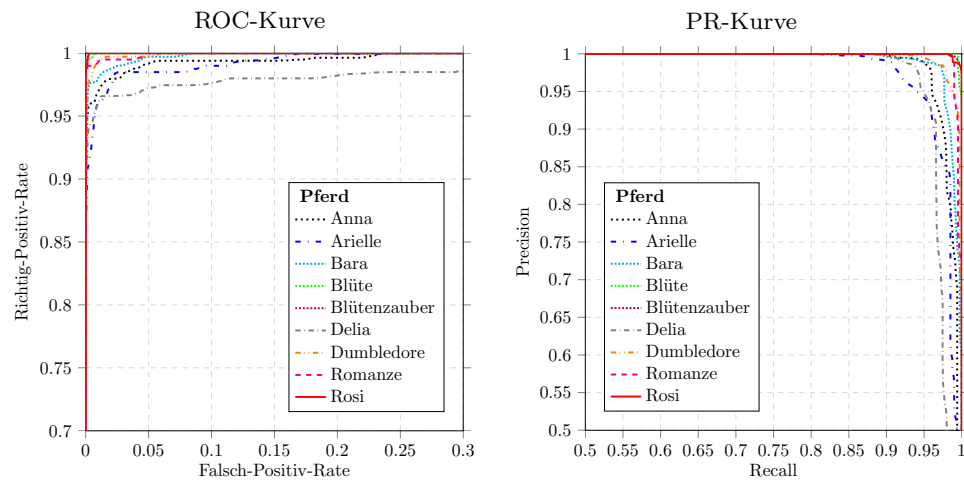 ROC-Kurve
1
0.95
0.9
0.85
0.8
0.75
0.7
Richtig-Positiv-Rate
0 0.05 0.1 0.15 0.2 0.25 0.3
Falsch-Positiv-Rate
Pferd
Anna
Arielle
Bara
Blüte
Blütenzauber
Delia
Dumbledore
Romanze
Rosi
PR-Kurve
1
0.95
0.9
0.85
0.8
0.75
0.7
0.65
0.6
0.55
0.5
Precision
0.5 0.55 0.6 0.65 0.7 0.75 0.8 0.85 0.9 0.95 1
Recall
Pferd
Anna
Arielle
Bara
Blüte
Blütenzauber
Delia
Dumbledore
Romanze
Rosi